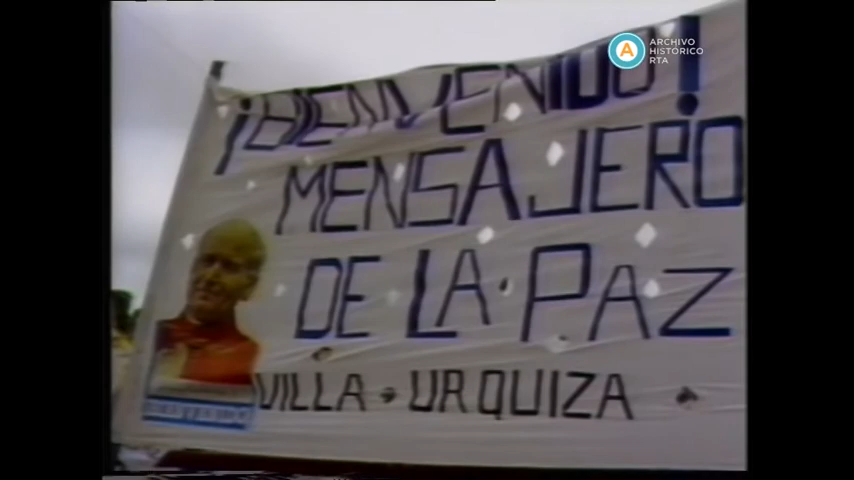 A
ARCHIVO
HISTÓRICO
RTA
¡BIENVENIDO!
MENSAJERO
DE LA PAZ
VILLA URQUIZA